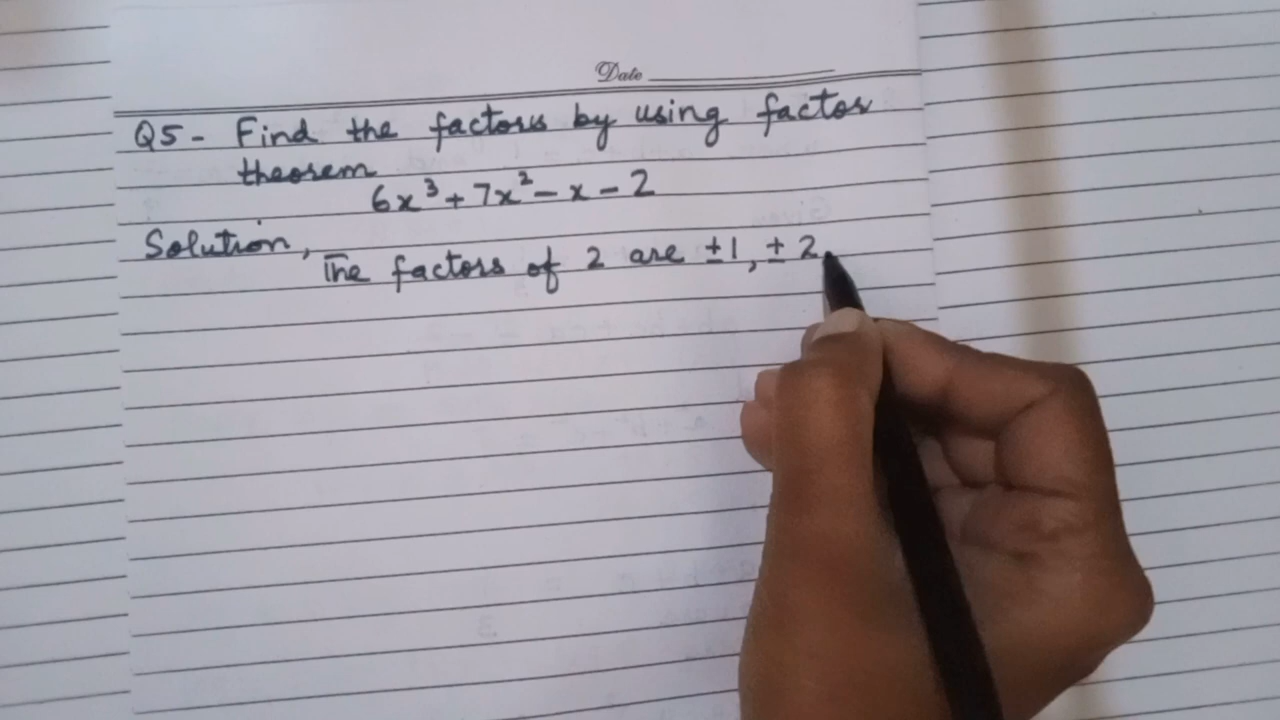 Date
Q5- Find the factors by using factor
theorem
6x³ + 7x² - x - 2
Solution,
The factors of 2 are ±1, ± 2,